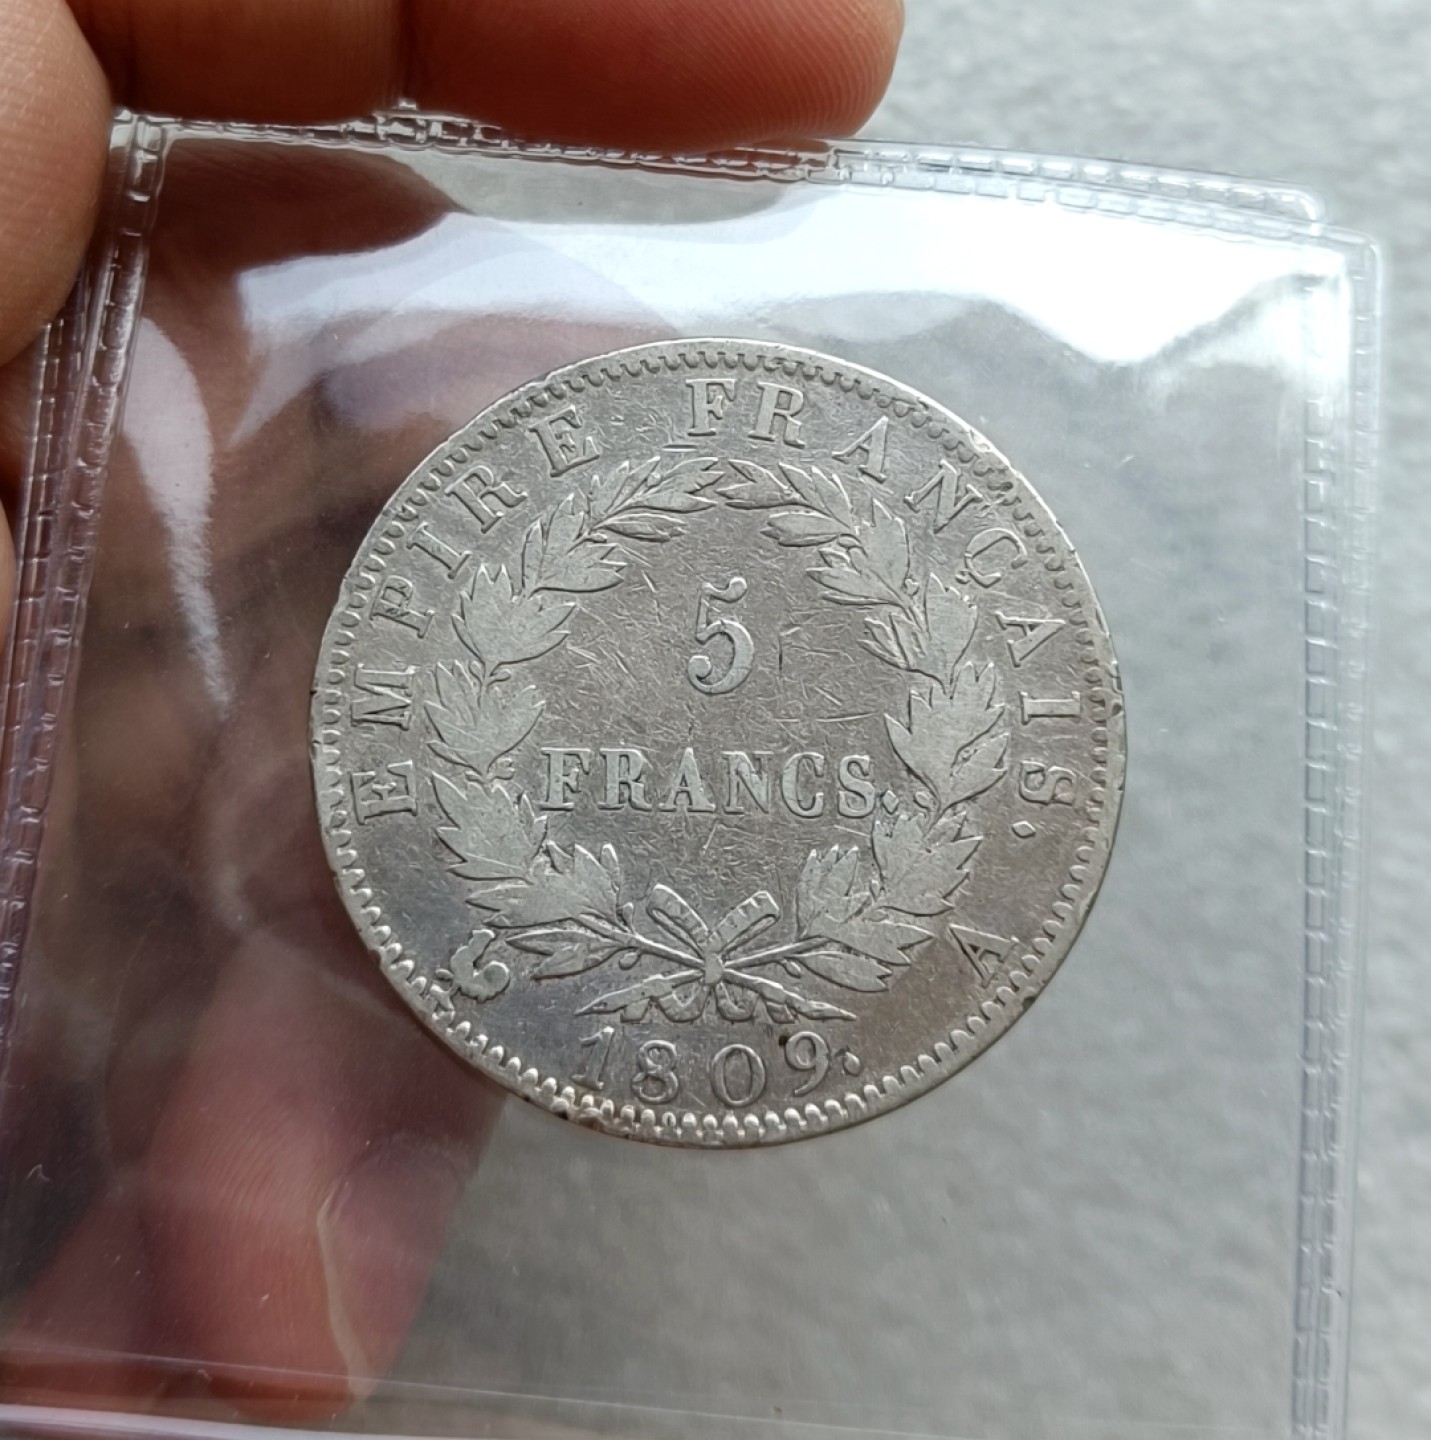 EMPIRE FRANÇAIS.
5
FRANCS.
A
1809.